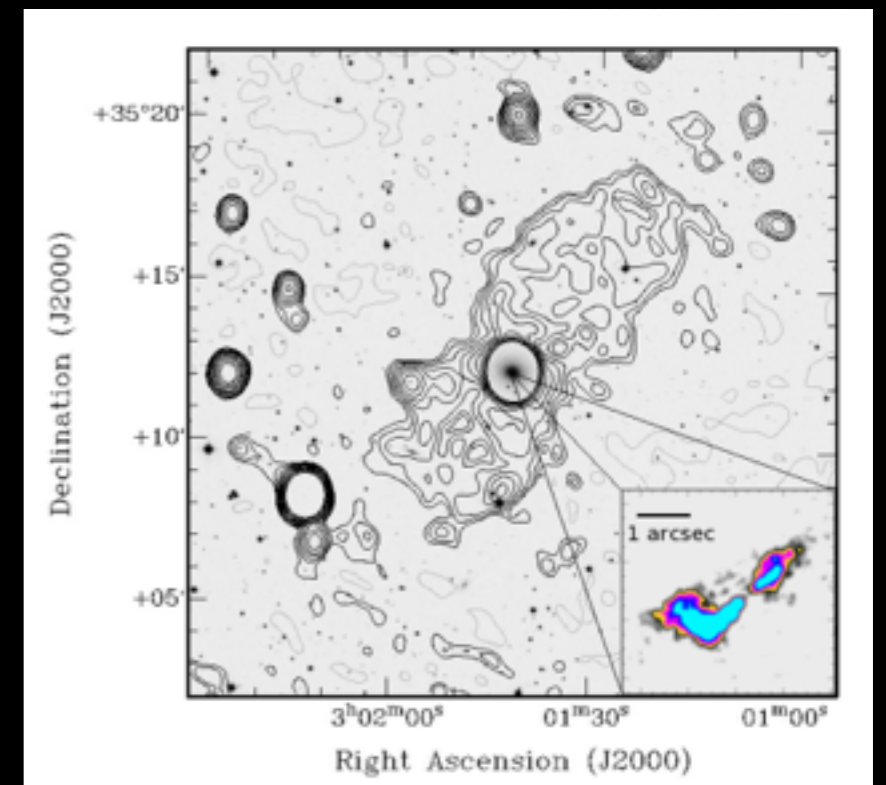 +35°20'
+15'
+10'
+05'
Declination (J2000)
1 arcsec
3ʰ02ᵐ00ˢ 01ᵐ30ˢ 01ᵐ00ˢ
Right Ascension (J2000)